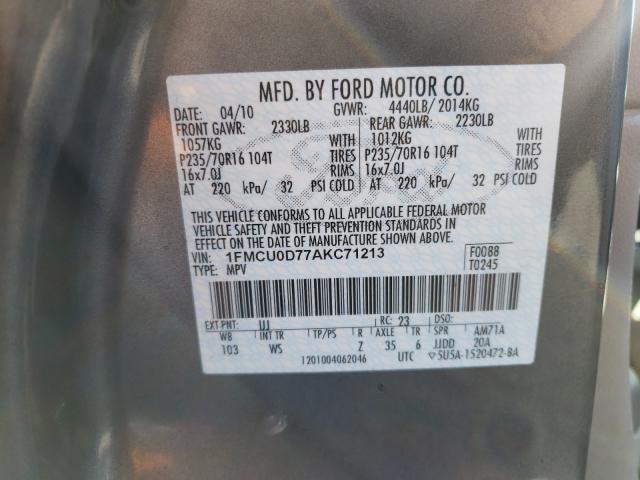 MFD. BY FORD MOTOR CO.
DATE: 04/10 GVWR: 4440LB/ 2014KG
FRONT GAWR: 2330LB REAR GAWR: 2230LB
1057KG WITH 1012KG WITH
P235/70R16 104T TIRES P235/70R16 104T TIRES
16x7.0J RIMS 16x7.0J RIMS
AT 220 kPa/ 32 PSI COLD AT 220 kPa/ 32 PSI COLD
THIS VEHICLE CONFORMS TO ALL APPLICABLE FEDERAL MOTOR
VEHICLE SAFETY AND THEFT PREVENTION STANDARDS IN
EFFECT ON THE DATE OF MANUFACTURE SHOWN ABOVE.
VIN: 1FMCU0D77AKC71213 F0088
TYPE: MPV T0245
EXT PNT: UJ RC: 23 DSO:
WB INT TR TP/PS R AXLE TR SPR AM71A
103 WS Z 35 6 JJDD 20A
1201004062046 UTC ▽5U5A-1520472-BA